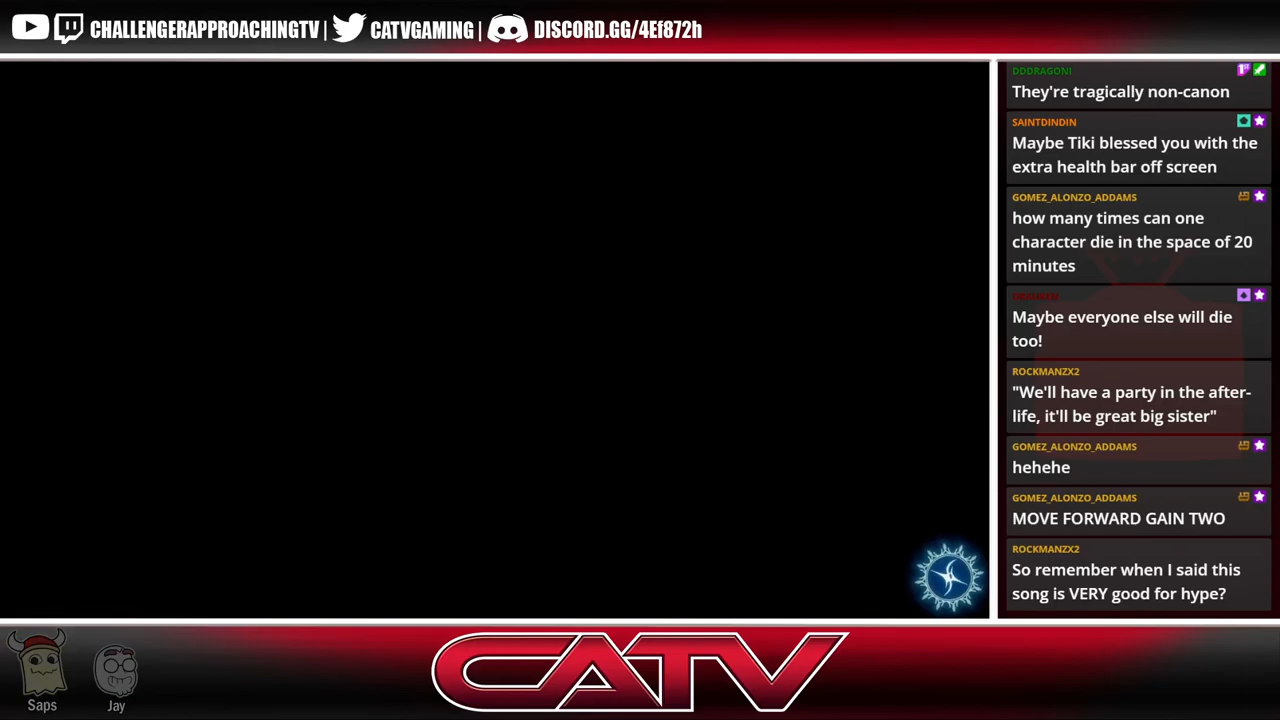 CHALLENGERAPPROACHINGTV | CATVGAMING | DISCORD.GG/4Ef872h
DDDRAGONI
They're tragically non-canon
SAINTDINDIN
Maybe Tiki blessed you with the
extra health bar off screen
GOMEZ_ALONZO_ADDAMS
how many times can one
character die in the space of 20
minutes
Maybe everyone else will die
too!
ROCKMANZX2
"We'll have a party in the after-
life, it'll be great big sister"
GOMEZ_ALONZO_ADDAMS
hehehe
GOMEZ_ALONZO_ADDAMS
MOVE FORWARD GAIN TWO
ROCKMANZX2
So remember when I said this
song is VERY good for hype?
Saps
Jay
CATV